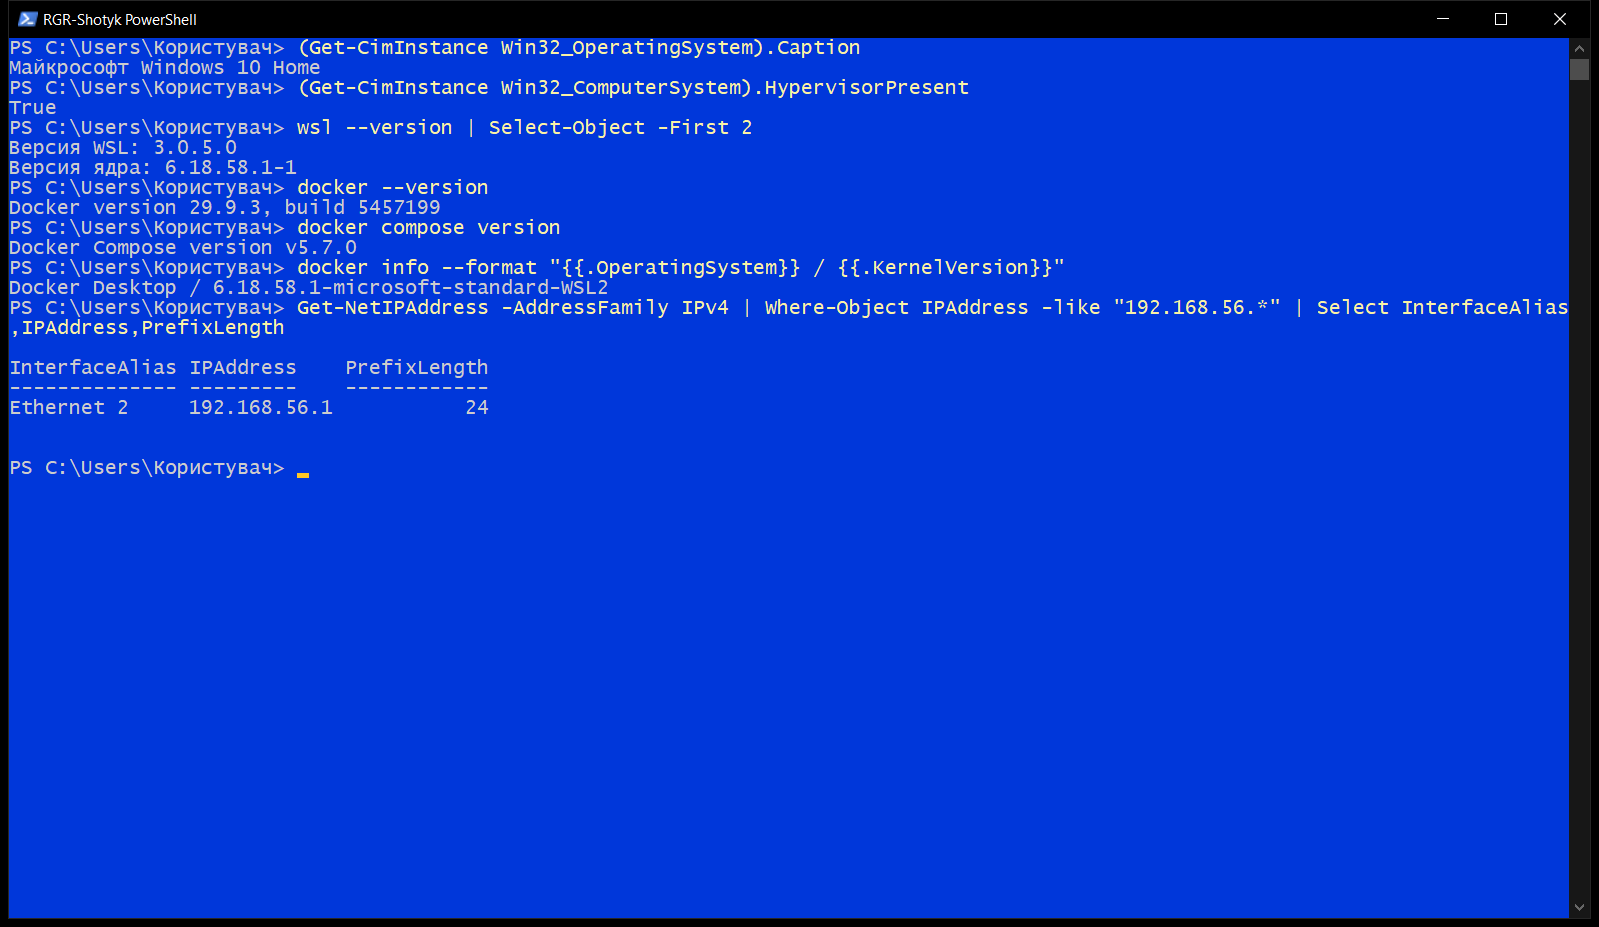 RGR-Shotyk PowerShell
PS C:\Users\Користувач> (Get-CimInstance Win32_OperatingSystem).Caption
Майкрософт Windows 10 Home
PS C:\Users\Користувач> (Get-CimInstance Win32_ComputerSystem).HypervisorPresent
True
PS C:\Users\Користувач> wsl --version | Select-Object -First 2
Версия WSL: 3.0.5.0
Версия ядра: 6.18.58.1-1
PS C:\Users\Користувач> docker --version
Docker version 29.9.3, build 5457199
PS C:\Users\Користувач> docker compose version
Docker Compose version v5.7.0
PS C:\Users\Користувач> docker info --format "{{.OperatingSystem}} / {{.KernelVersion}}"
Docker Desktop / 6.18.58.1-microsoft-standard-WSL2
PS C:\Users\Користувач> Get-NetIPAddress -AddressFamily IPv4 | Where-Object IPAddress -like "192.168.56.*" | Select InterfaceAlias
,IPAddress,PrefixLength
InterfaceAlias IPAddress    PrefixLength
-------------- ---------    ------------
Ethernet 2     192.168.56.1           24
PS C:\Users\Користувач>